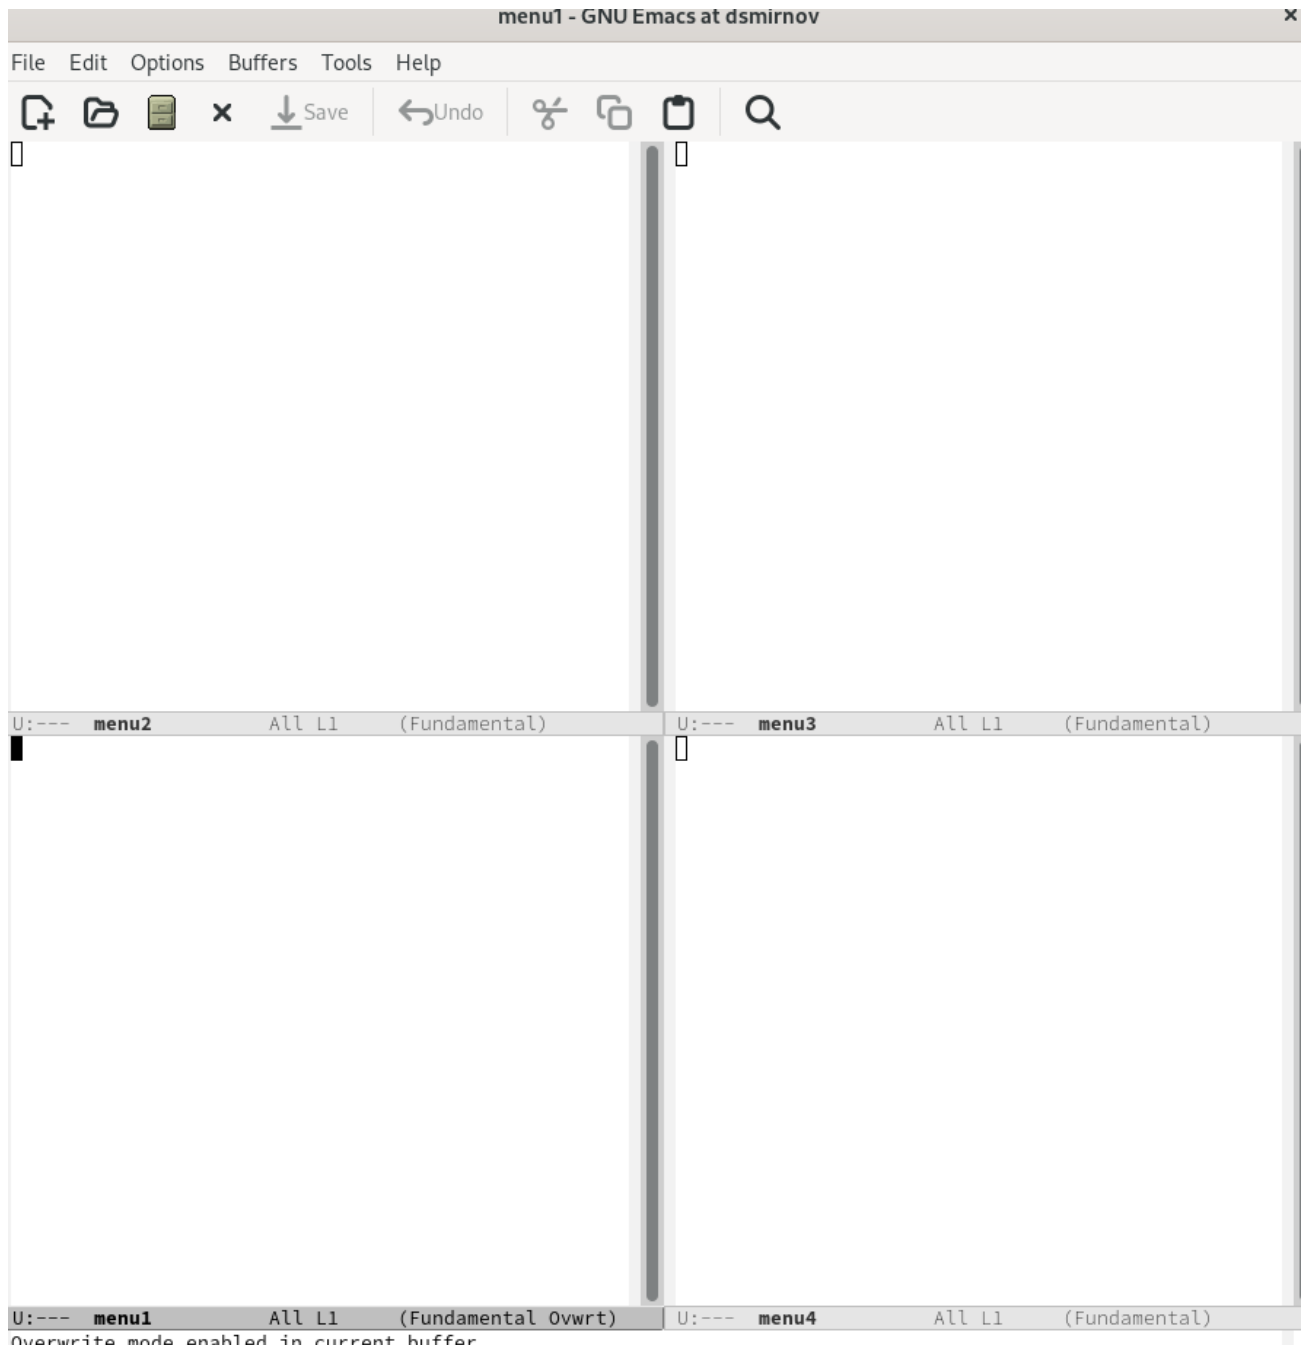 menu1 - GNU Emacs at dsmirnov
File Edit Options Buffers Tools Help
Save Undo
U:--- menu2 All L1 (Fundamental)
U:--- menu3 All L1 (Fundamental)
U:--- menu1 All L1 (Fundamental Ovwrt)
U:--- menu4 All L1 (Fundamental)
Overwrite mode enabled in current buffer